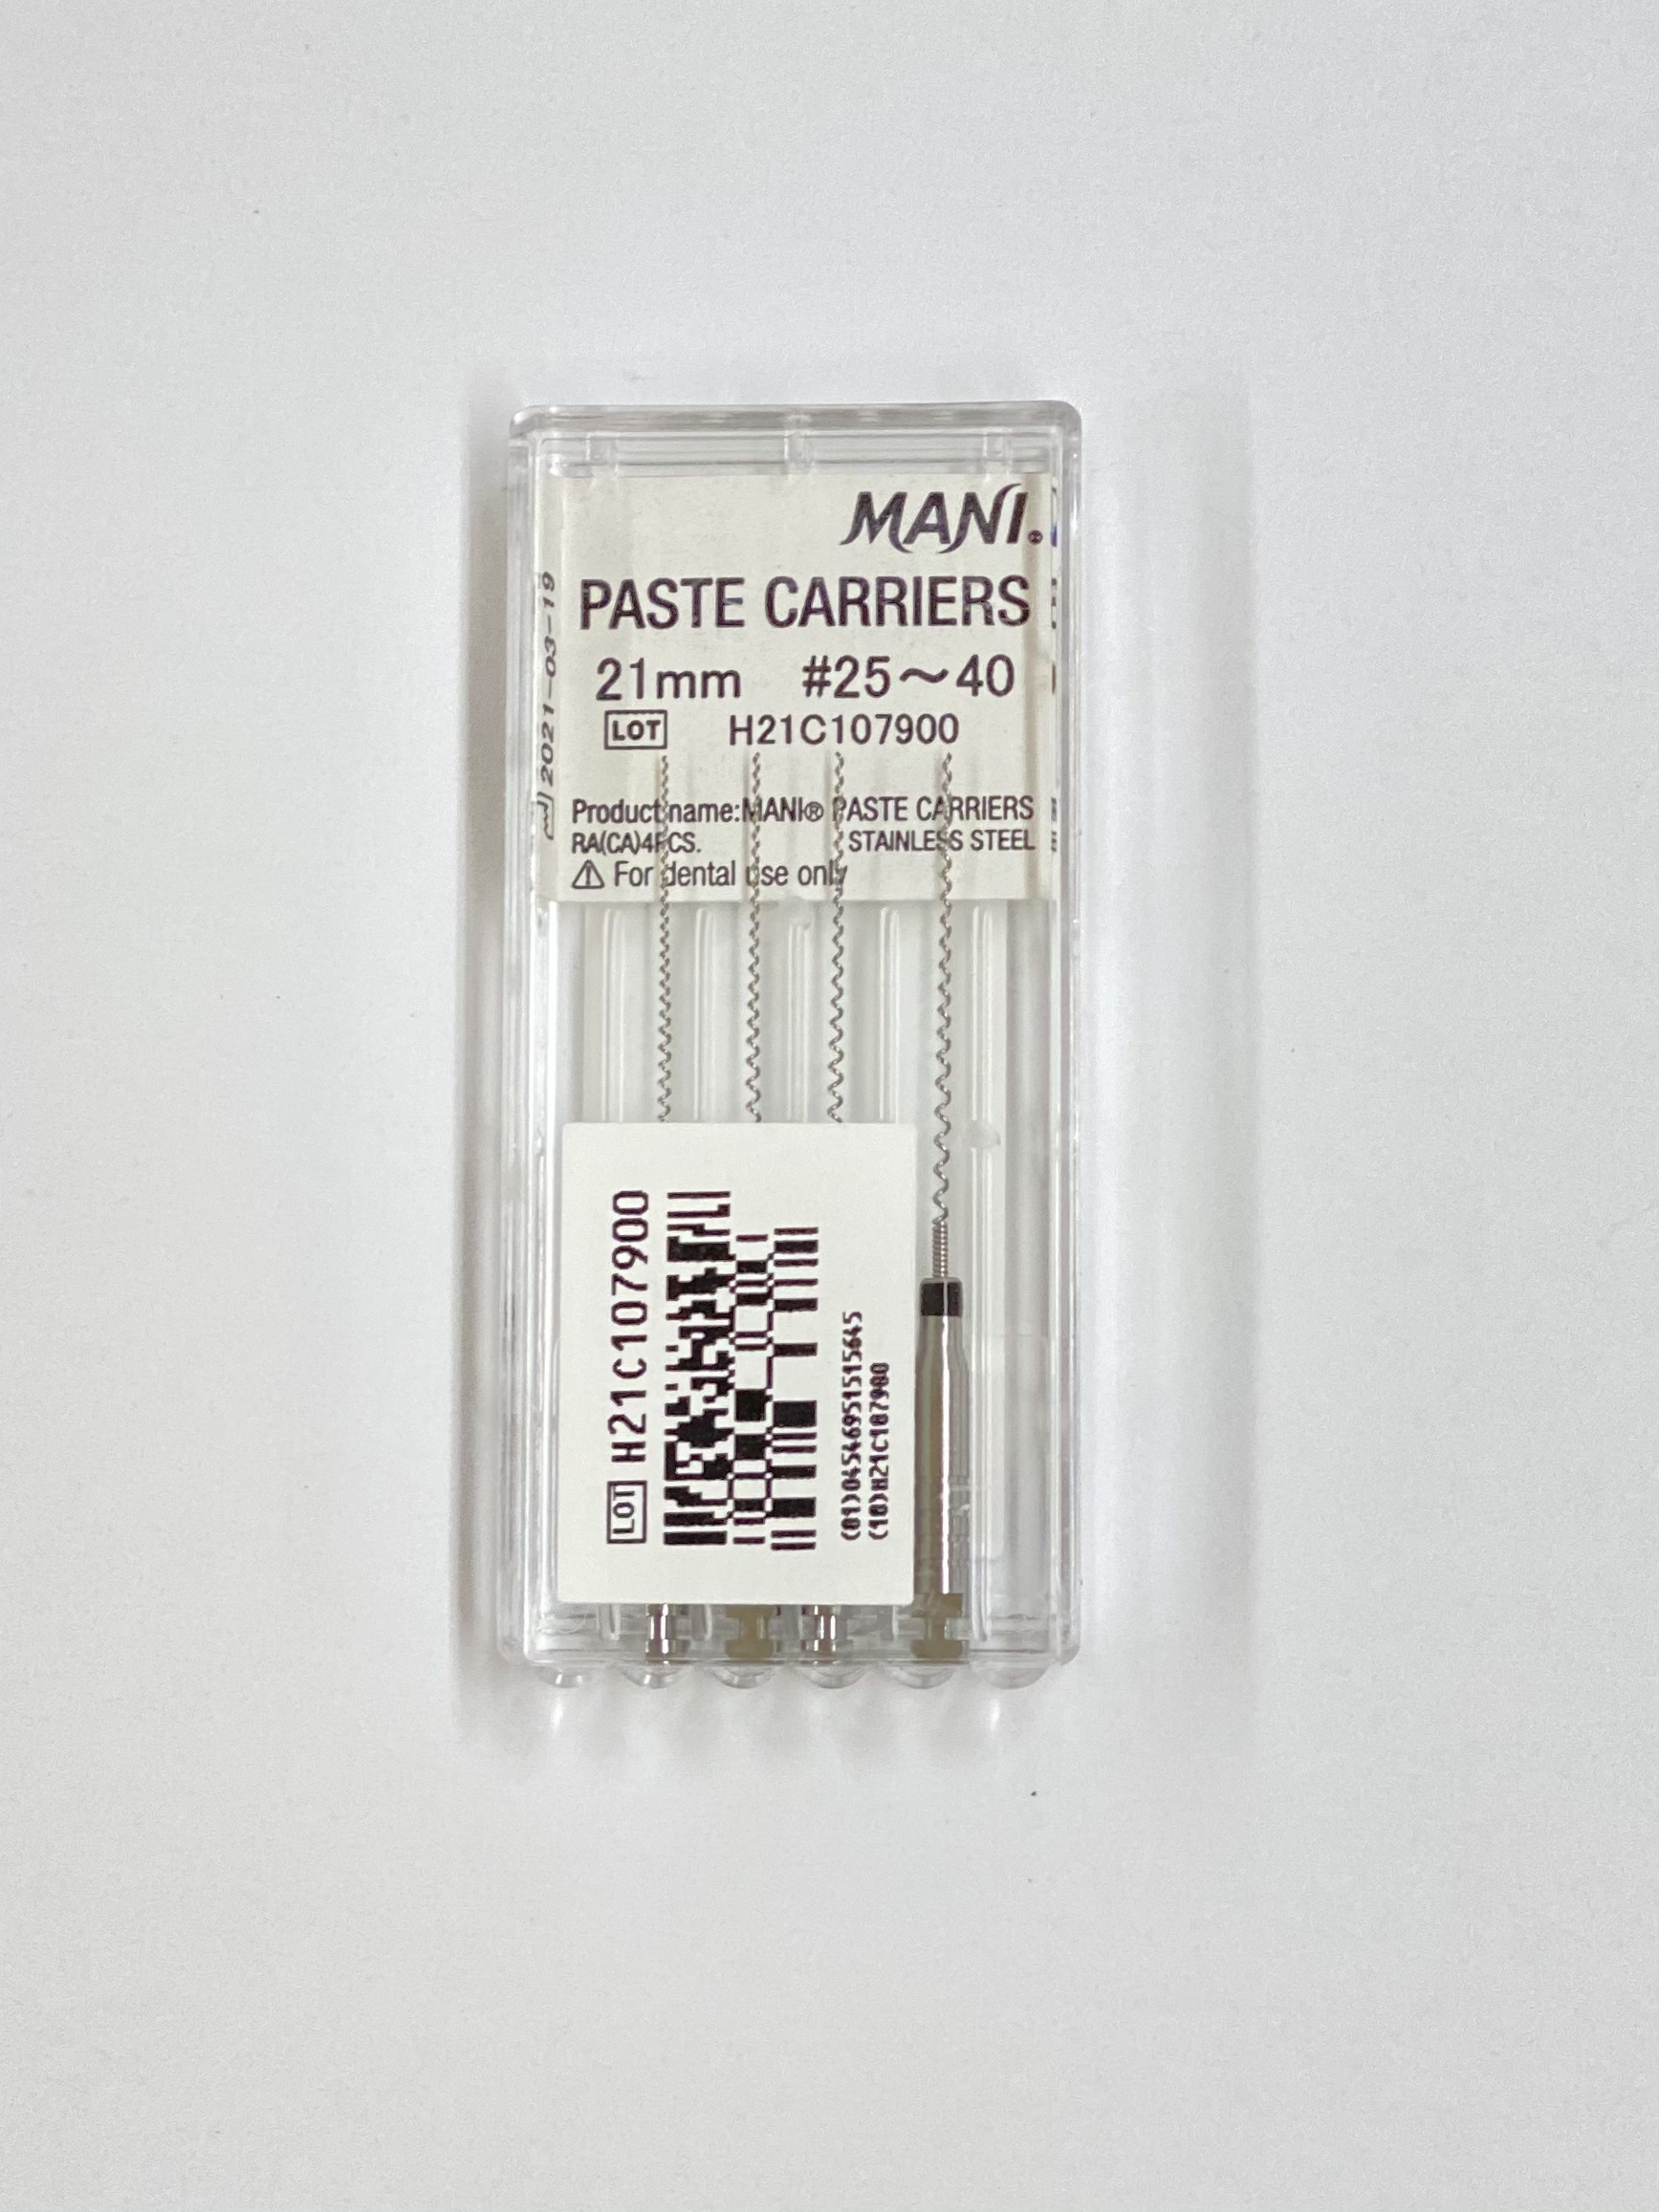 MANI®
PASTE CARRIERS
21mm #25～40
LOT H21C107900
Product name:MANI® PASTE CARRIERS
RA(CA)4PCS. STAINLESS STEEL
⚠ For dental use only
2021-03-19
LOT H21C107900
(01)04546951515645
(10)H21C107900